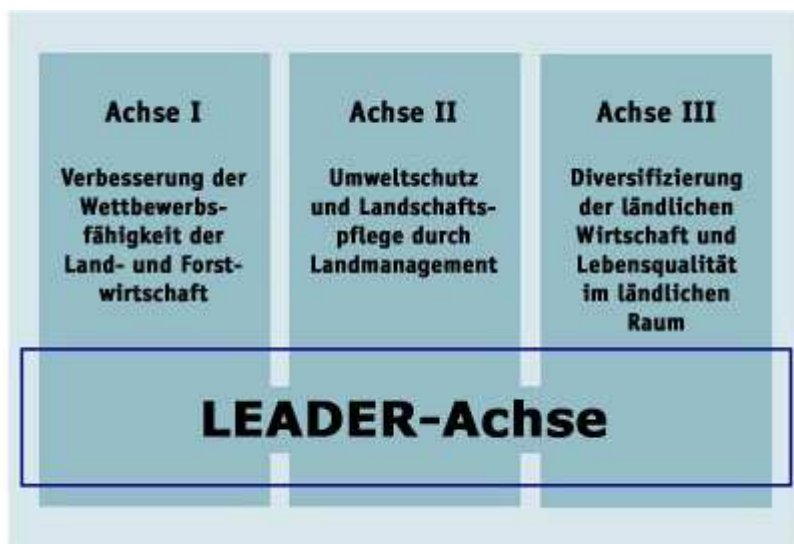 Achse I
Verbesserung der
Wettbewerbs-
fähigkeit der
Land- und Forst-
wirtschaft
Achse II
Umweltschutz
und Landschafts-
pflege durch
Landmanagement
Achse III
Diversifizierung
der ländlichen
Wirtschaft und
Lebensqualität
im ländlichen
Raum
LEADER-Achse